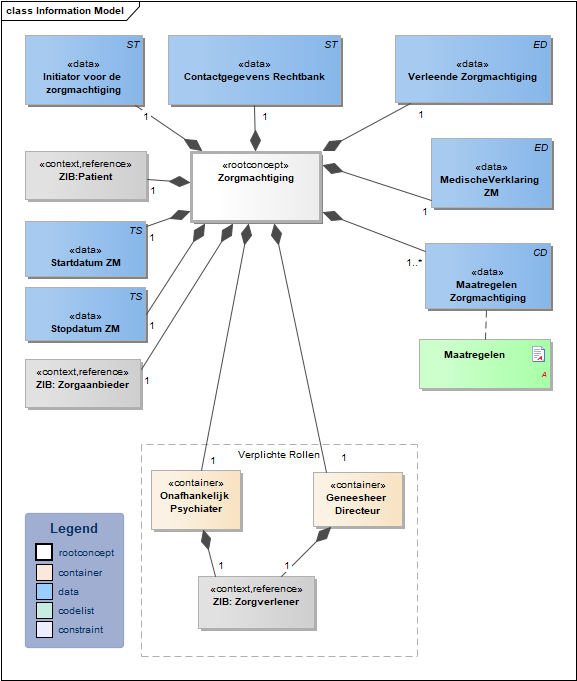 class Information Model
ST
«data»
Initiator voor de
zorgmachtiging
1
ST
«data»
Contactgegevens Rechtbank
1
ED
«data»
Verleende Zorgmachtiging
1
«context,reference»
ZIB:Patient
1
«rootconcept»
Zorgmachtiging
ED
«data»
MedischeVerklaring
ZM
1
TS
«data»
Startdatum ZM
1
CD
«data»
Maatregelen
Zorgmachtiging
1..*
TS
«data»
Stopdatum ZM
1
Maatregelen
A
«context,reference»
ZIB: Zorgaanbieder
1
Verplichte Rollen
1
1
«container»
Onafhankelijk
Psychiater
«container»
Geneesheer
Directeur
1
1
«context,reference»
ZIB: Zorgverlener
Legend
rootconcept
container
data
codelist
constraint